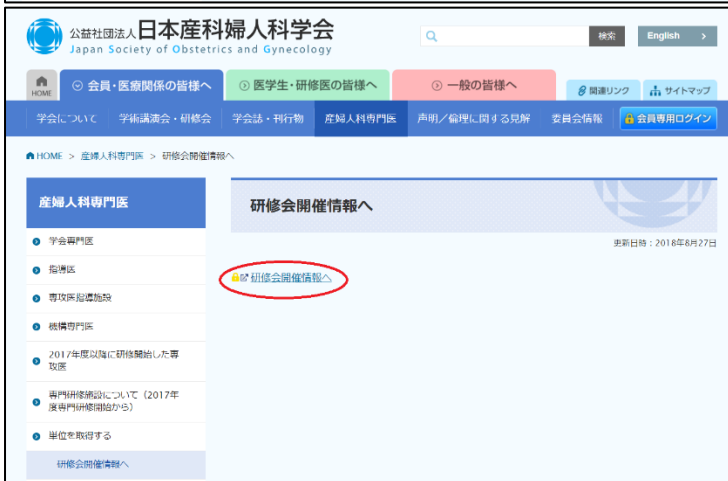 公益社団法人日本産科婦人科学会
Japan Society of Obstetrics and Gynecology
検索
English >
HOME
会員・医療関係の皆様へ
医学生・研修医の皆様へ
一般の皆様へ
関連リンク
サイトマップ
学会について 学術講演会・研修会 学会誌・刊行物 産婦人科専門医 声明／倫理に関する見解 委員会情報 会員専用ログイン
HOME > 産婦人科専門医 > 研修会開催情報へ
産婦人科専門医
学会専門医
指導医
専攻医指導施設
機構専門医
2017年度以降に研修開始した専
攻医
専門研修施設について（2017年
度専門研修開始から）
単位を取得する
研修会開催情報へ
研修会開催情報へ
更新日時：2018年8月27日
研修会開催情報へ